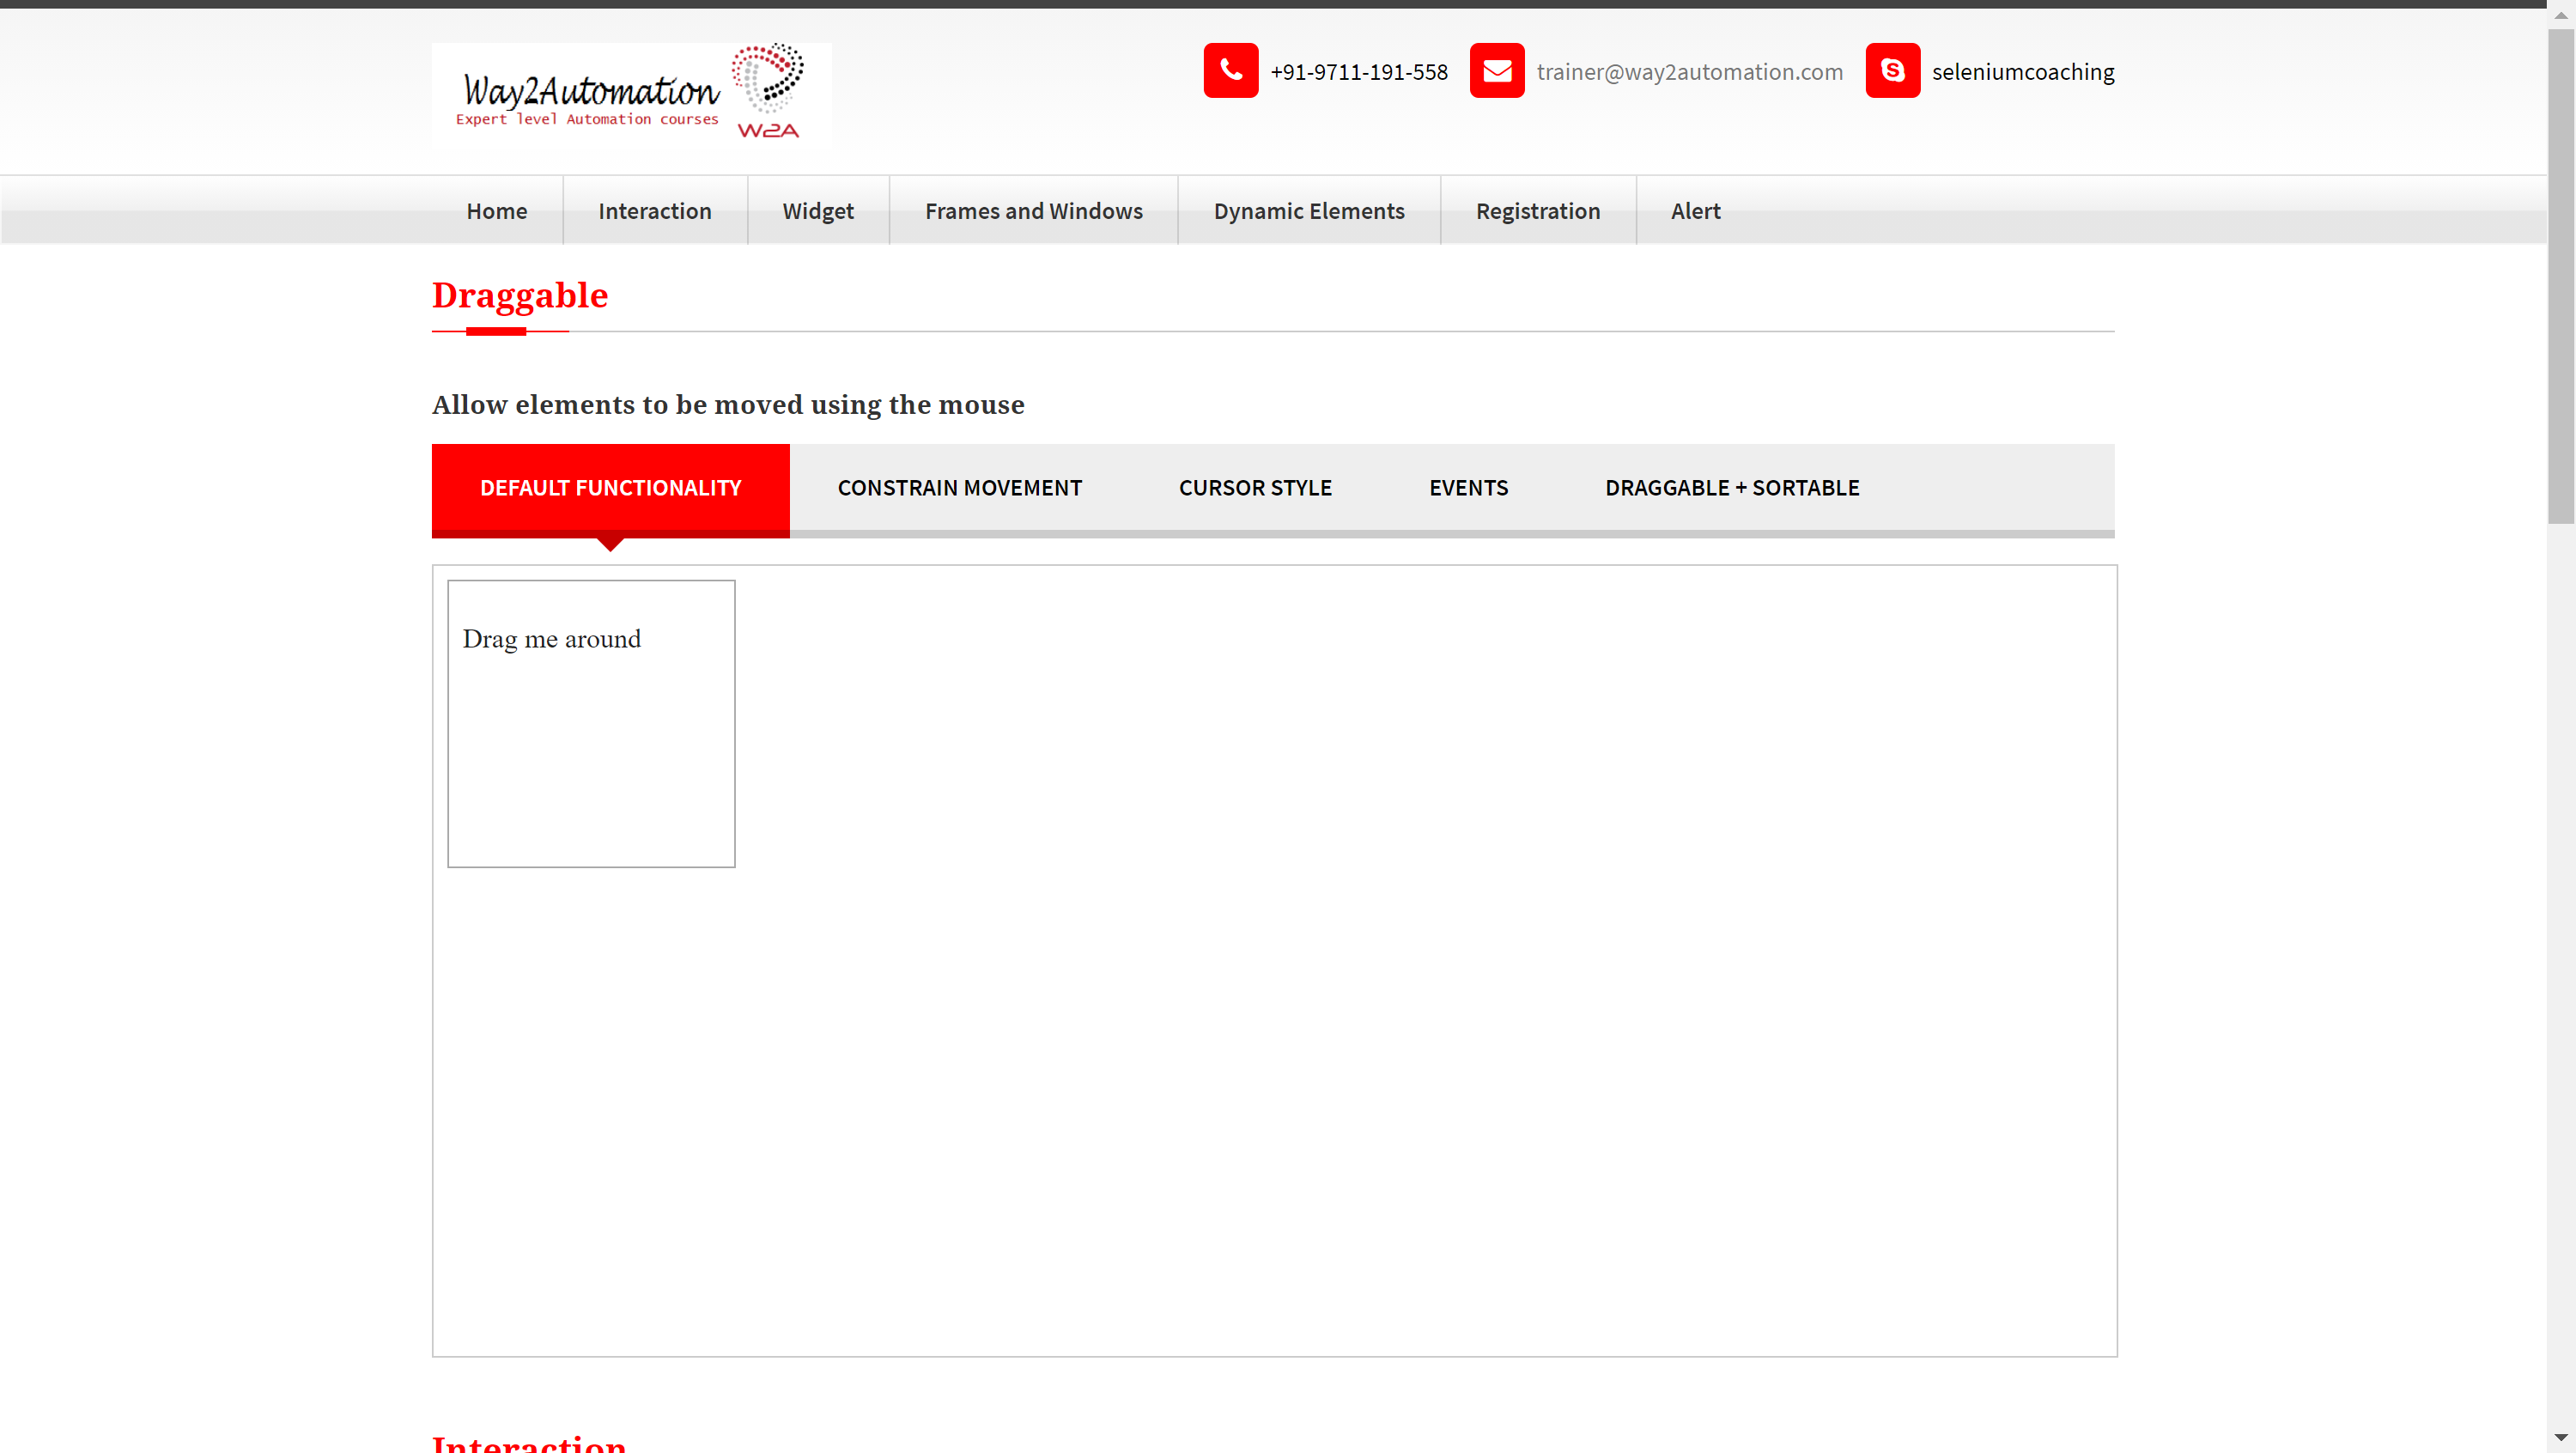 Way2Automation
Expert level Automation courses
W2A
+91-9711-191-558
trainer@way2automation.com
seleniumcoaching
Home
Interaction
Widget
Frames and Windows
Dynamic Elements
Registration
Alert
Draggable
Allow elements to be moved using the mouse
DEFAULT FUNCTIONALITY
CONSTRAIN MOVEMENT
CURSOR STYLE
EVENTS
DRAGGABLE + SORTABLE
Drag me around
Interaction